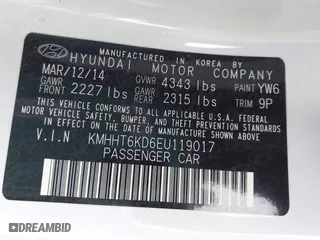 MANUFACTURED IN KOREA BY
HYUNDAI MOTOR COMPANY
MAR/12/14 GVWR 4343 lbs PAINT YW6
GAWR FRONT 2227 lbs GAWR REAR 2315 lbs TRIM 9P
THIS VEHICLE CONFORMS TO ALL APPLICABLE
FEDERAL MOTOR VEHICLE SAFETY, BUMPER,
AND THEFT PREVENTION STANDARDS IN EFFECT ON
THE DATE OF MANUFACTURE SHOWN ABOVE.
V.I.N KMHHT6KD6EU119017
PASSENGER CAR
© DIDBID.COM